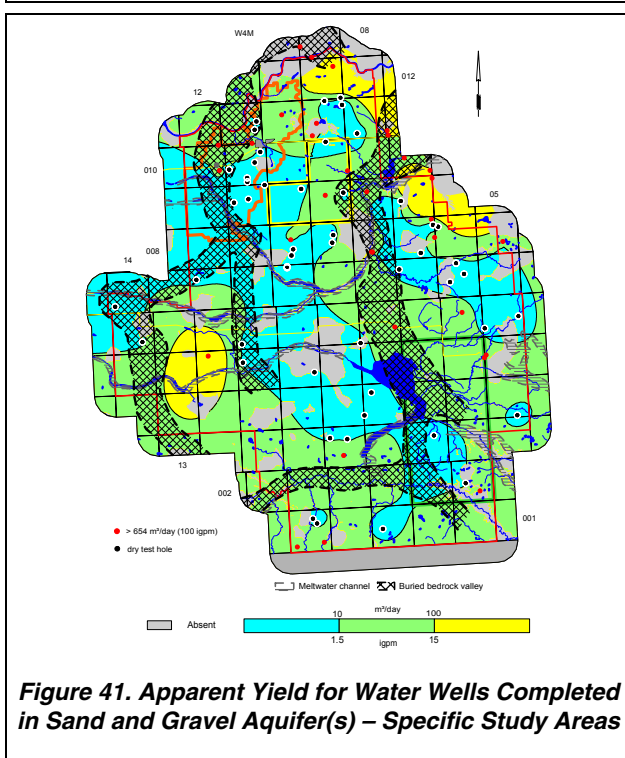 W4M
08
12
012
010
05
008
14
13
002
001
> 654 m³/day (100 igpm)
dry test hole
Meltwater channel
Buried bedrock valley
Absent
10 m³/day 100
1.5 igpm 15
Figure 41. Apparent Yield for Water Wells Completed
in Sand and Gravel Aquifer(s) – Specific Study Areas